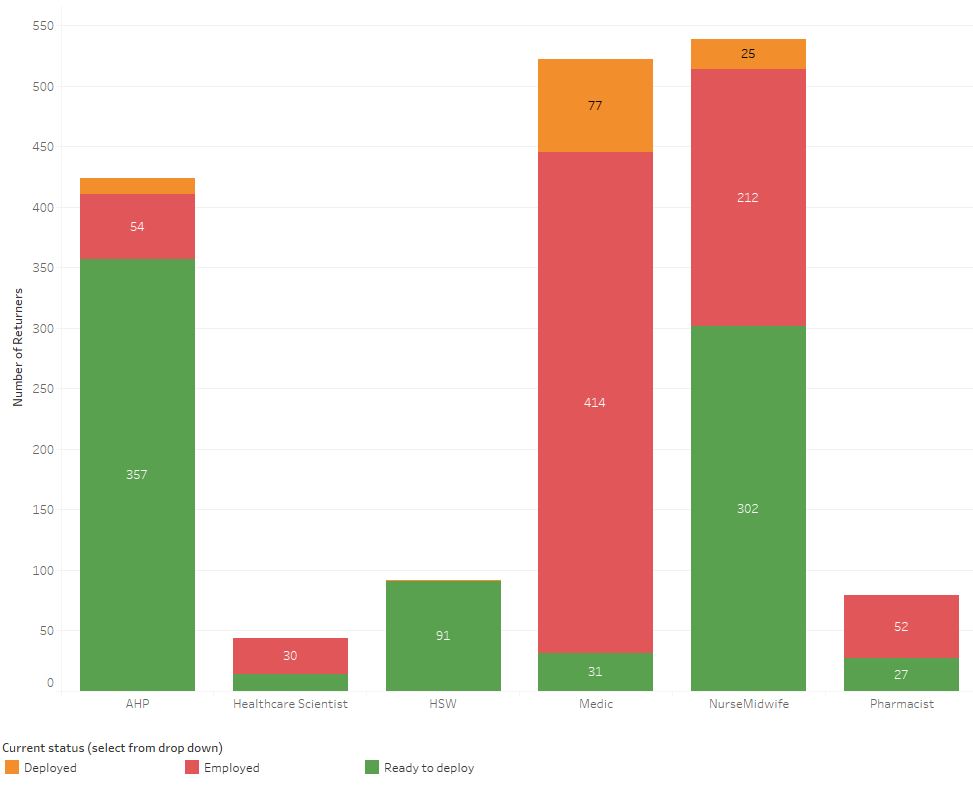 550
500
450
400
350
300
250
200
150
100
50
0
Number of Returners
54
357
30
91
77
414
31
25
212
302
52
27
AHP
Healthcare Scientist
HSW
Medic
NurseMidwife
Pharmacist
Current status (select from drop down)
Deployed
Employed
Ready to deploy